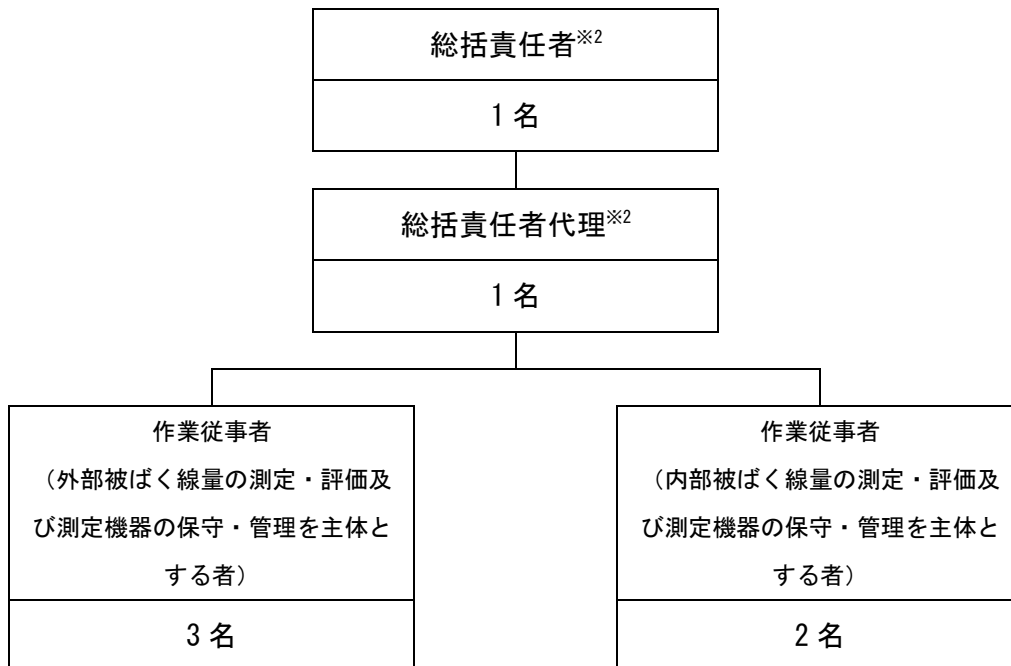 総括責任者※2
1名
総括責任者代理※2
1名
作業従事者
（外部被ばく線量の測定・評価及
び測定機器の保守・管理を主体と
する者）
3名
作業従事者
（内部被ばく線量の測定・評価及
び測定機器の保守・管理を主体と
する者）
2名